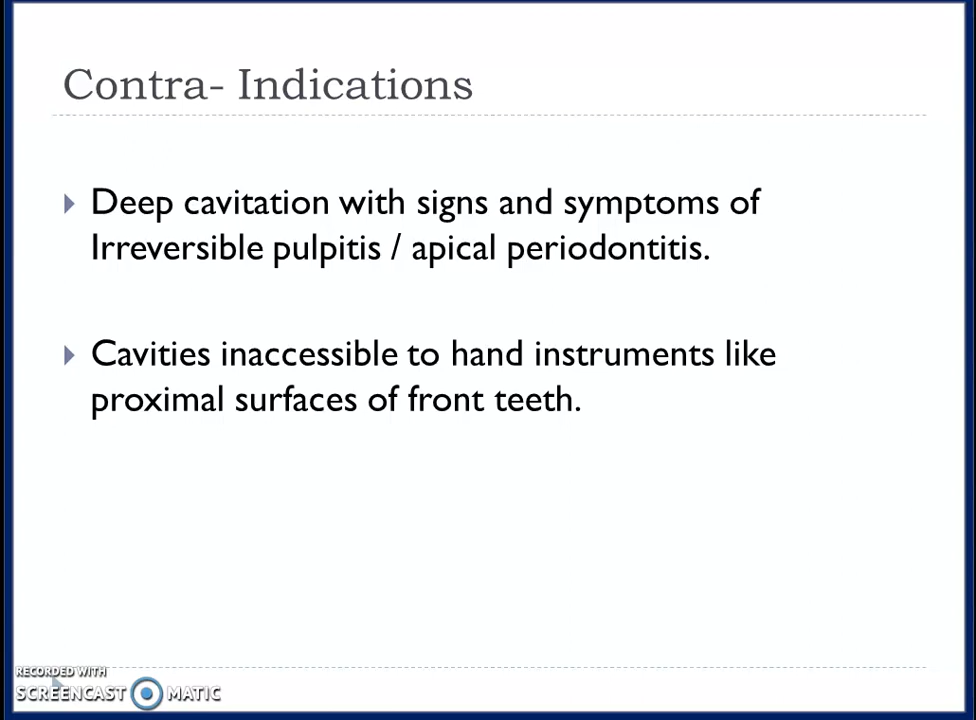 Contra- Indications
Deep cavitation with signs and symptoms of
Irreversible pulpitis / apical periodontitis.
Cavities inaccessible to hand instruments like
proximal surfaces of front teeth.
RECORDED WITH
SCREENCAST MATIC